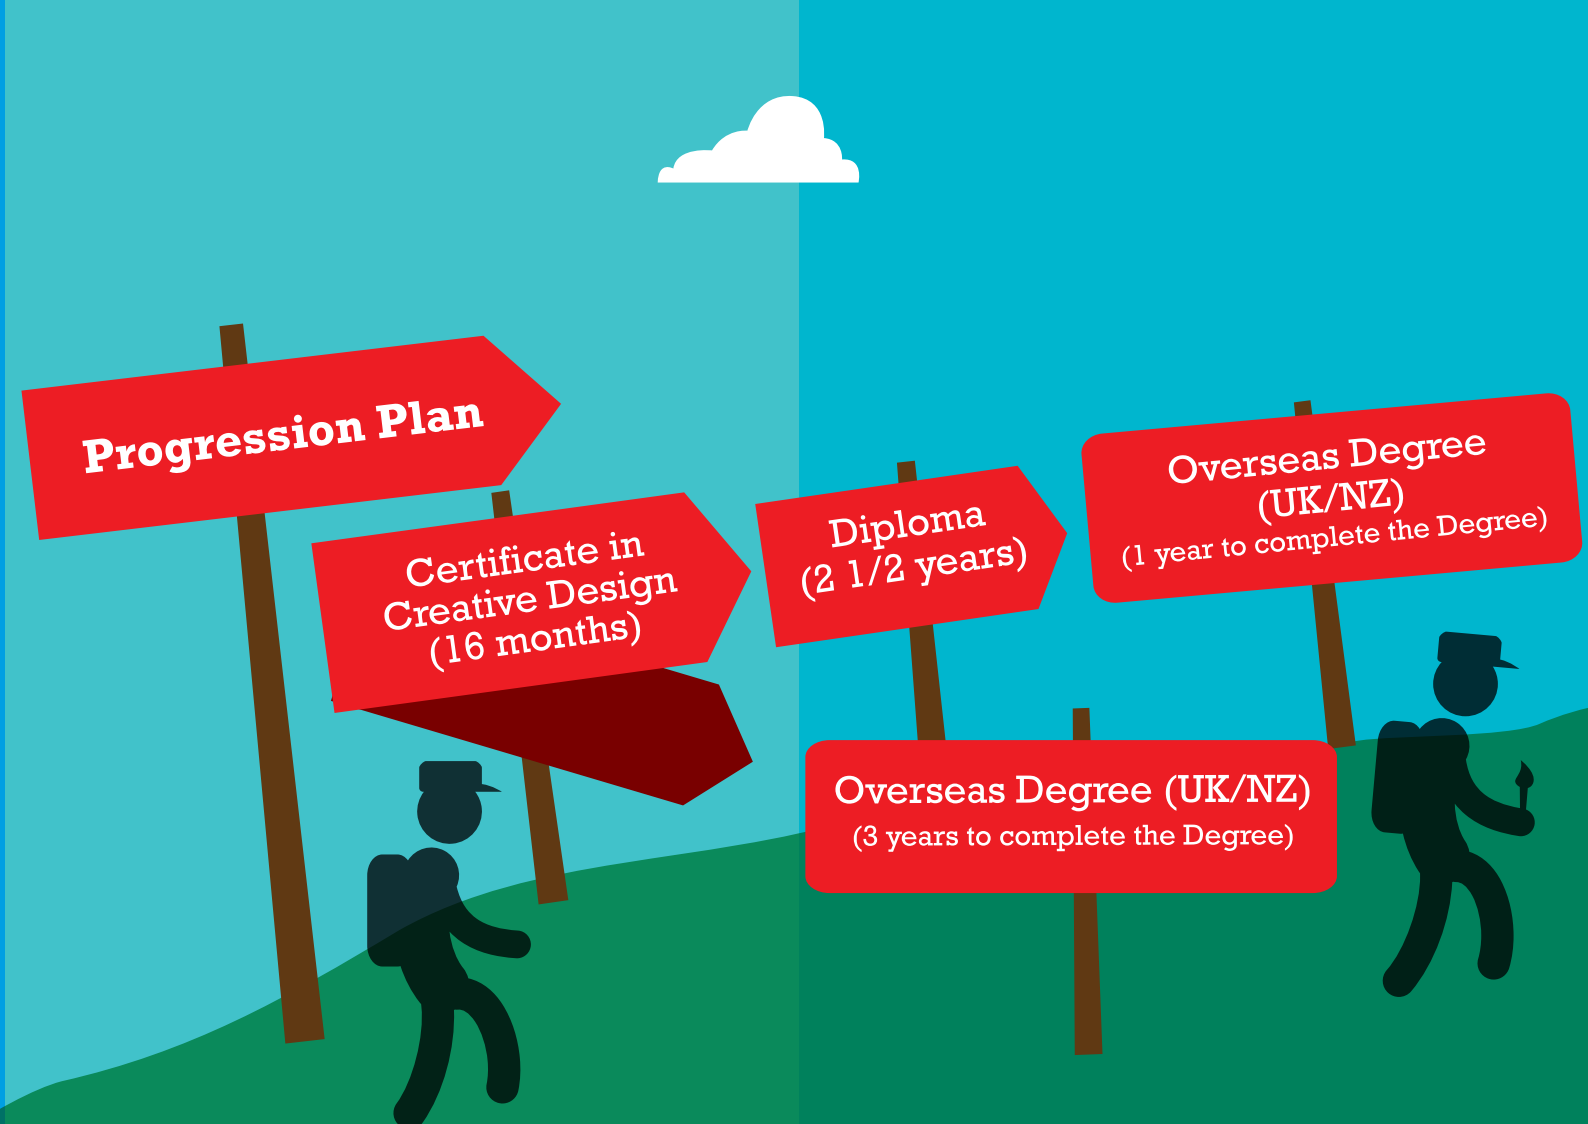 Progression Plan
Certificate in
Creative Design
(16 months)
Diploma
(2 1/2 years)
Overseas Degree
(UK/NZ)
(1 year to complete the Degree)
Overseas Degree (UK/NZ)
(3 years to complete the Degree)